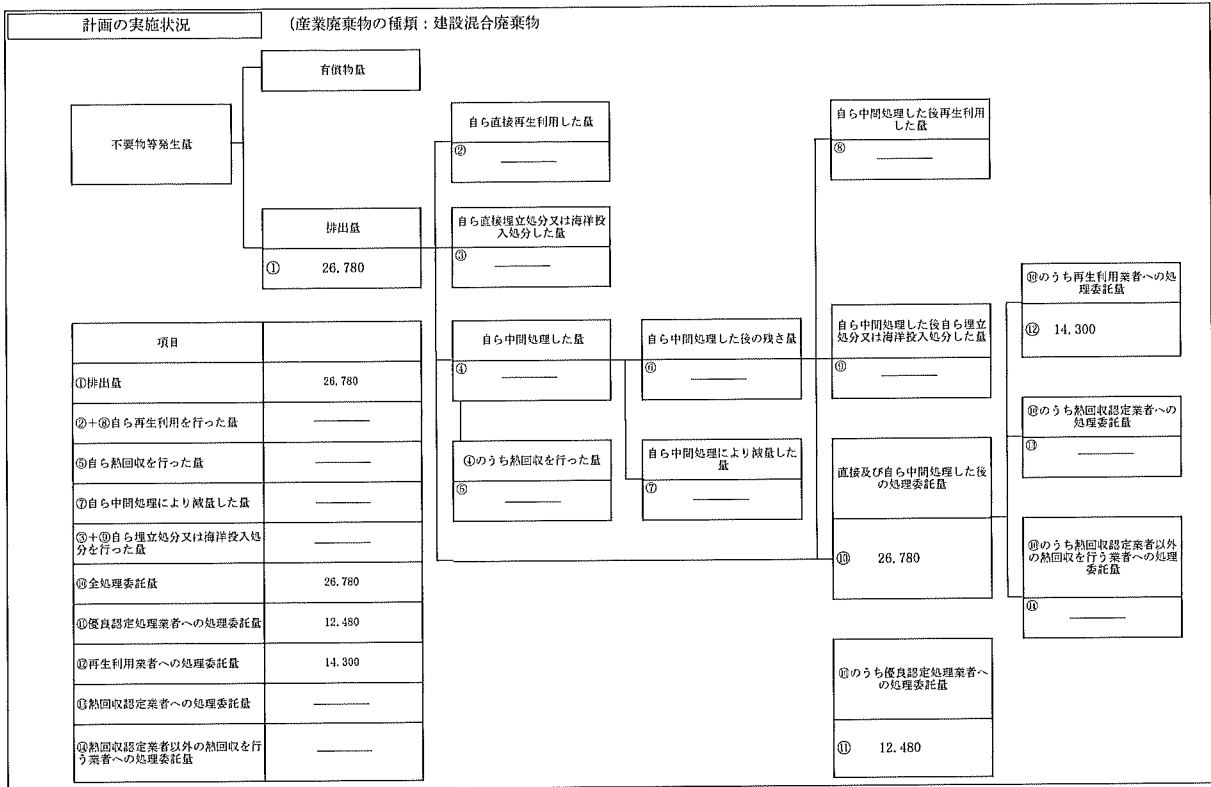 計画の実施状況
(産業廃棄物の種類：建設混合廃棄物
有償物量
不要物等発生量
排出量
① 26.780
自ら直接再生利用した量
② ———
自ら直接埋立処分又は海洋投
入処分した量
③ ———
自ら中間処理した量
④ ———
④のうち熱回収を行った量
⑤ ———
自ら中間処理した後の残さ量
⑥ ———
自ら中間処理により減量した
量
⑦ ———
自ら中間処理した後再生利用
した量
⑧ ———
自ら中間処理した後自ら埋立
処分又は海洋投入処分した量
⑨ ———
直接及び自ら中間処理した後
の処理委託量
⑩ 26.780
⑩のうち優良認定処理業者へ
の処理委託量
⑪ 12.480
⑩のうち再生利用業者への処
理委託量
⑫ 14.300
⑩のうち熱回収認定業者への
処理委託量
⑬ ———
⑩のうち熱回収認定業者以外
の熱回収を行う業者への処理
委託量
⑭ ———
項目
①排出量 26.780
②+⑧自ら再生利用を行った量 ———
⑤自ら熱回収を行った量 ———
⑦自ら中間処理により減量した量 ———
③+⑨自ら埋立処分又は海洋投入処
分を行った量 ———
⑩全処理委託量 26.780
⑪優良認定処理業者への処理委託量 12.480
⑫再生利用業者への処理委託量 14.300
⑬熱回収認定業者への処理委託量 ———
⑭熱回収認定業者以外の熱回収を行
う業者への処理委託量 ———